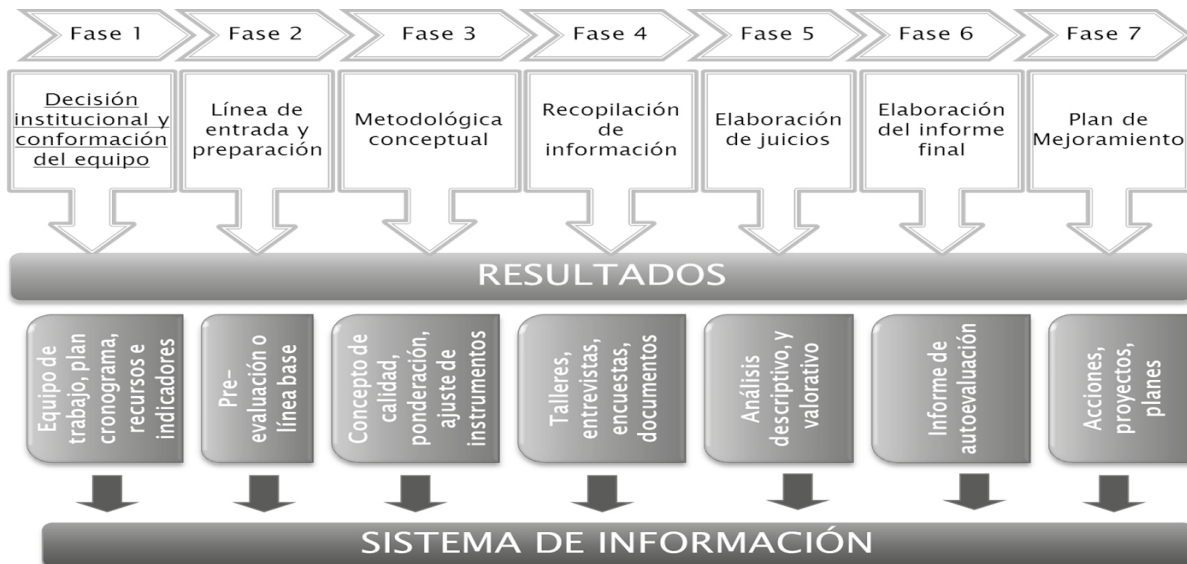 Fase 1
Fase 2
Fase 3
Fase 4
Fase 5
Fase 6
Fase 7
Decisión
institucional y
conformación
del equipo
Línea de
entrada y
preparación
Metodológica
conceptual
Recopilación
de
información
Elaboración
de juicios
Elaboración
del informe
final
Plan de
Mejoramiento
RESULTADOS
Equipo de
trabajo, plan
cronograma,
recursos e
indicadores
Pre-
evaluación o
línea base
Concepto de
calidad,
ponderación,
ajuste de
instrumentos
Talleres,
entrevistas,
encuestas,
documentos
Análisis
descriptivo, y
valorativo
Informe de
autoevaluación
Acciones,
proyectos,
planes
SISTEMA DE INFORMACIÓN